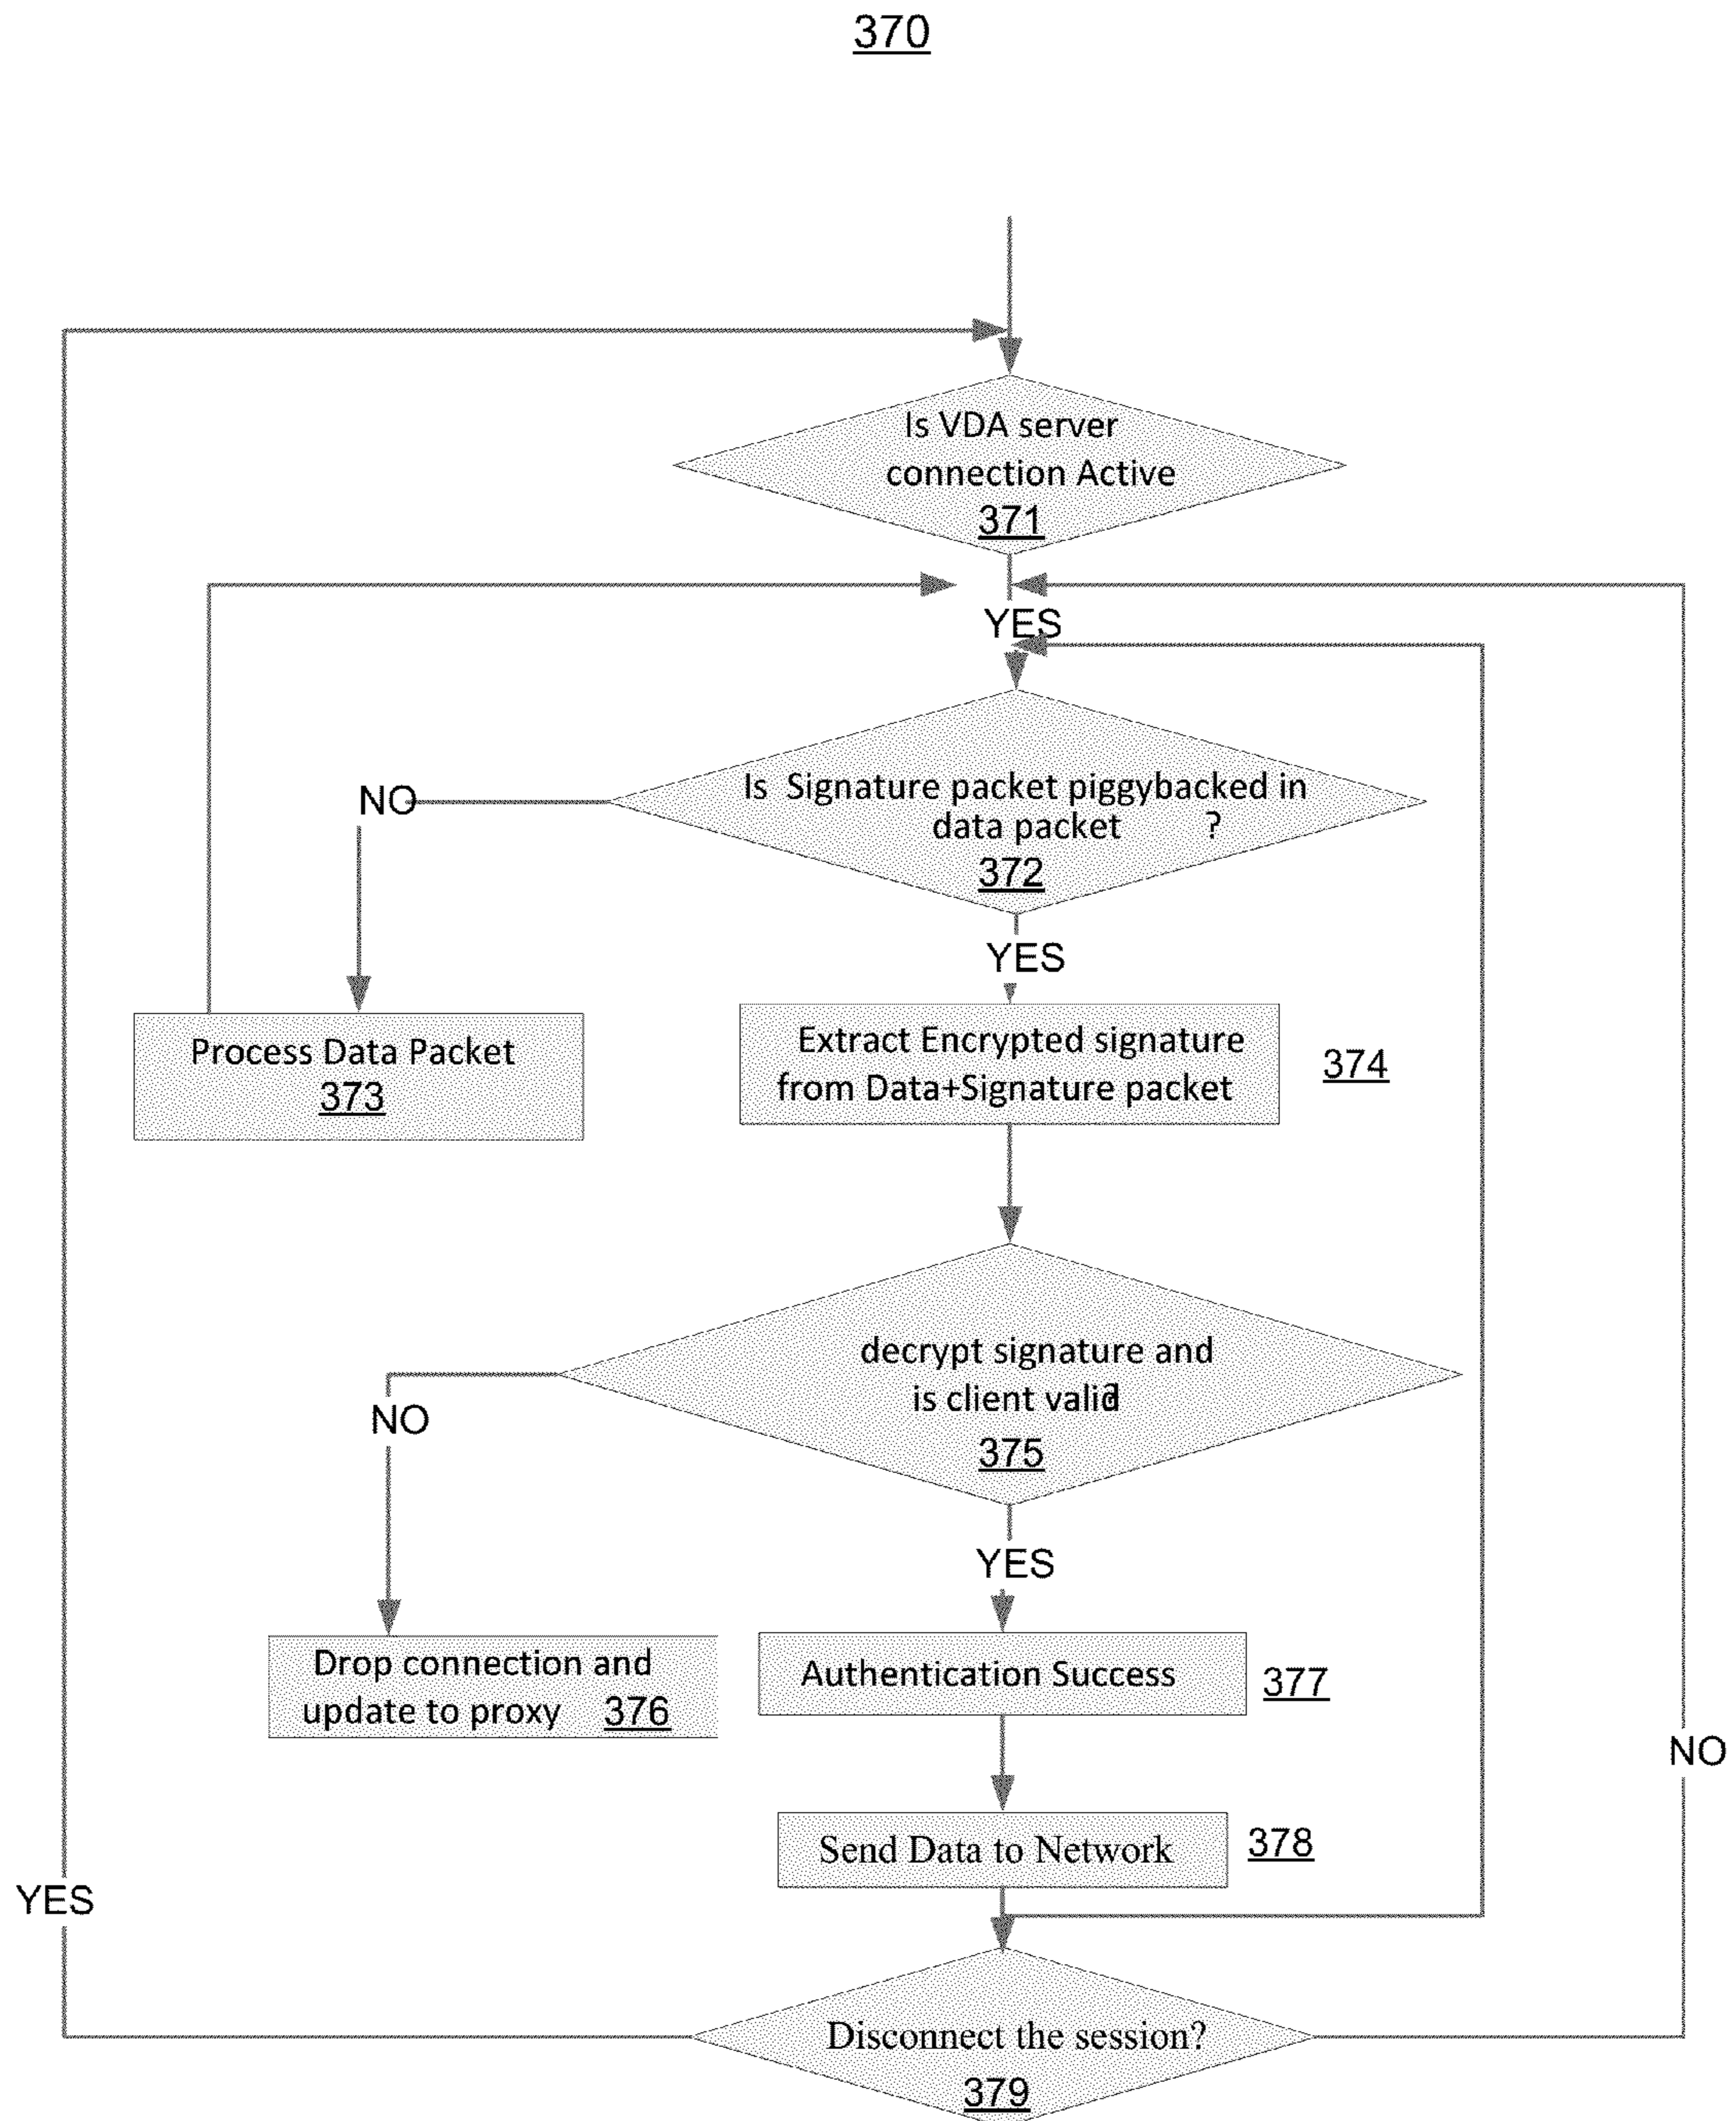 370
Is VDA server
connection Active
371
YES
Is Signature packet piggybacked in
data packet ?
372
NO
YES
Process Data Packet
373
Extract Encrypted signature
from Data+Signature packet
374
decrypt signature and
is client valid?
375
NO
YES
Drop connection and
update to proxy 376
Authentication Success
377
Send Data to Network
378
NO
YES
Disconnect the session?
379